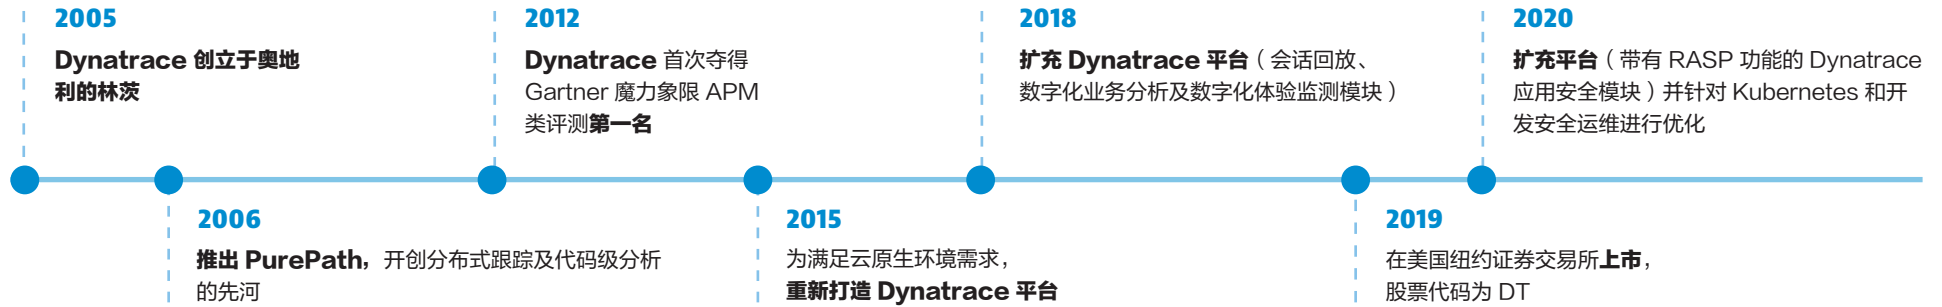 2005
Dynatrace 创立于奥地
利的林茨
2012
Dynatrace 首次夺得
Gartner 魔力象限 APM
类评测第一名
2018
扩充 Dynatrace 平台（会话回放、
数字化业务分析及数字化体验监测模块）
2020
扩充平台（带有 RASP 功能的 Dynatrace
应用安全模块）并针对 Kubernetes 和开
发安全运维进行优化
2006
推出 PurePath，开创分布式跟踪及代码级分析
的先河
2015
为满足云原生环境需求，
重新打造 Dynatrace 平台
2019
在美国纽约证券交易所上市，
股票代码为 DT